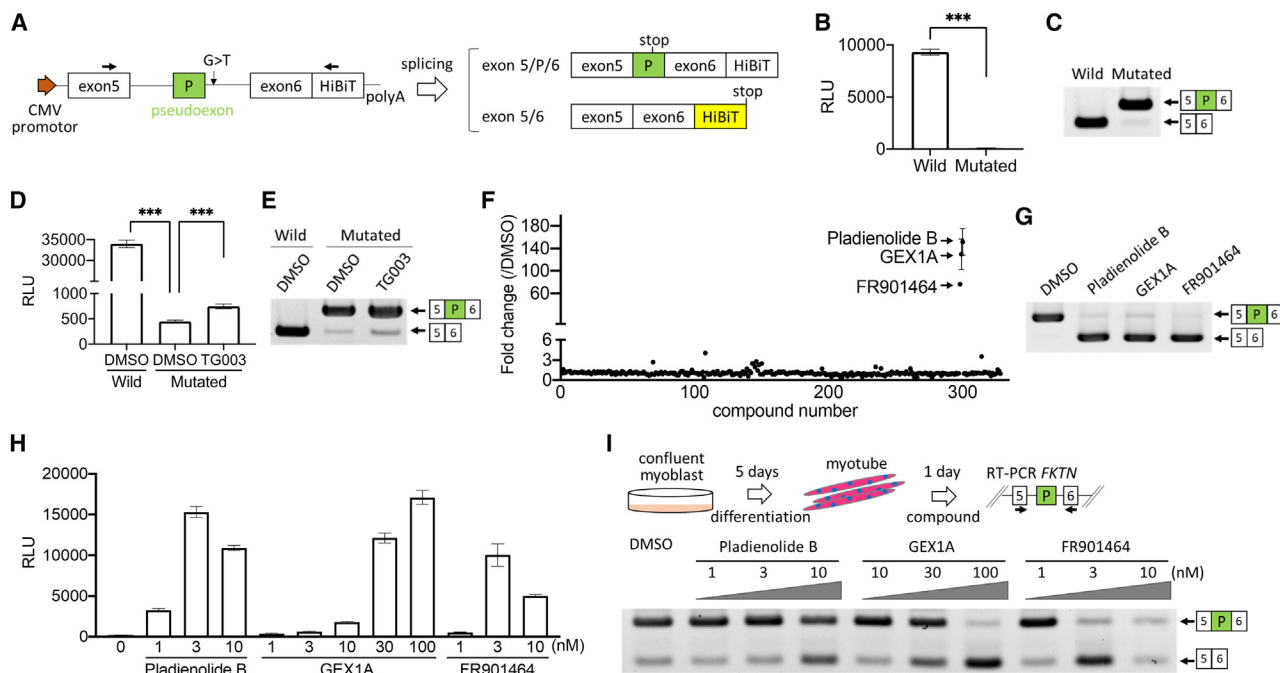 A
CMV
promotor
exon5
P
pseudoexon
G>T
exon6
HiBiT
polyA
splicing
exon 5/P/6
stop
exon5
P
exon6
HiBiT
exon 5/6
stop
exon5
exon6
HiBiT
B
***
RLU
10000
5000
0
Wild
Mutated
C
Wild Mutated
5 P 6
5 6
D
*** ***
RLU
35000
30000
1000
500
0
DMSO DMSO TG003
Wild Mutated
E
Wild Mutated
DMSO DMSO TG003
5 P 6
5 6
F
Fold change (/DMSO)
180
140
100
60
6
3
0
0 100 200 300
compound number
Pladienolide B
GEX1A
FR901464
G
DMSO Pladienolide B GEX1A FR901464
5 P 6
5 6
H
RLU
20000
15000
10000
5000
0
0 1 3 10 1 3 10 30 100 1 3 10 (nM)
Pladienolide B GEX1A FR901464
I
confluent
myoblast
5 days
differentiation
myotube
1 day
compound
RT-PCR FKTN
5 P 6
DMSO Pladienolide B GEX1A FR901464
1 3 10 10 30 100 1 3 10 (nM)
5 P 6
5 6